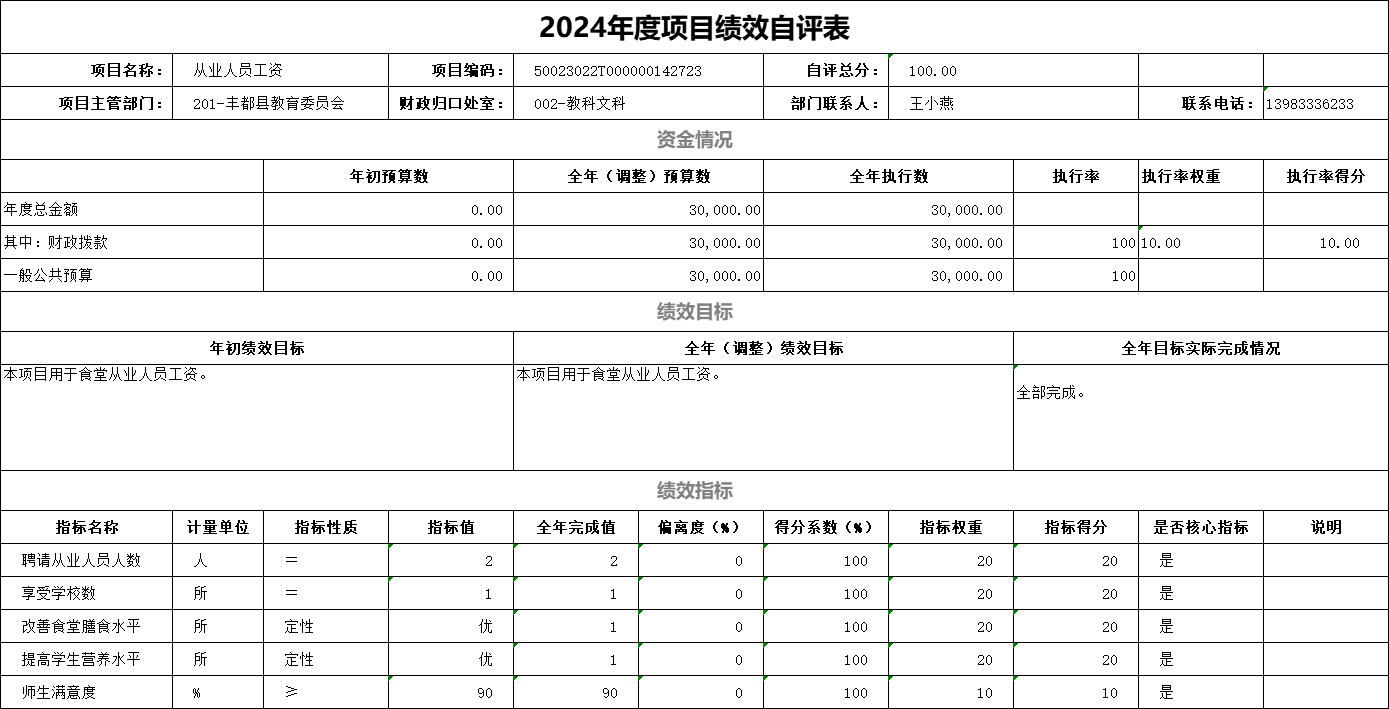 2024年度项目绩效自评表
项目名称： 从业人员工资 项目编码： 50023022T000000142723 自评总分： 100.00
项目主管部门： 201-丰都县教育委员会 财政归口处室： 002-教科文科 部门联系人： 王小燕 联系电话： 13983336233
资金情况
年初预算数 全年（调整）预算数 全年执行数 执行率 执行率权重 执行率得分
年度总金额 0.00 30,000.00 30,000.00
其中：财政拨款 0.00 30,000.00 30,000.00 100 10.00 10.00
一般公共预算 0.00 30,000.00 30,000.00 100
绩效目标
年初绩效目标 全年（调整）绩效目标 全年目标实际完成情况
本项目用于食堂从业人员工资。 本项目用于食堂从业人员工资。 全部完成。
绩效指标
指标名称 计量单位 指标性质 指标值 全年完成值 偏离度（%） 得分系数（%） 指标权重 指标得分 是否核心指标 说明
聘请从业人员人数 人 ＝ 2 2 0 100 20 20 是
享受学校数 所 ＝ 1 1 0 100 20 20 是
改善食堂膳食水平 所 定性 优 1 0 100 20 20 是
提高学生营养水平 所 定性 优 1 0 100 20 20 是
师生满意度 % ≥ 90 90 0 100 10 10 是